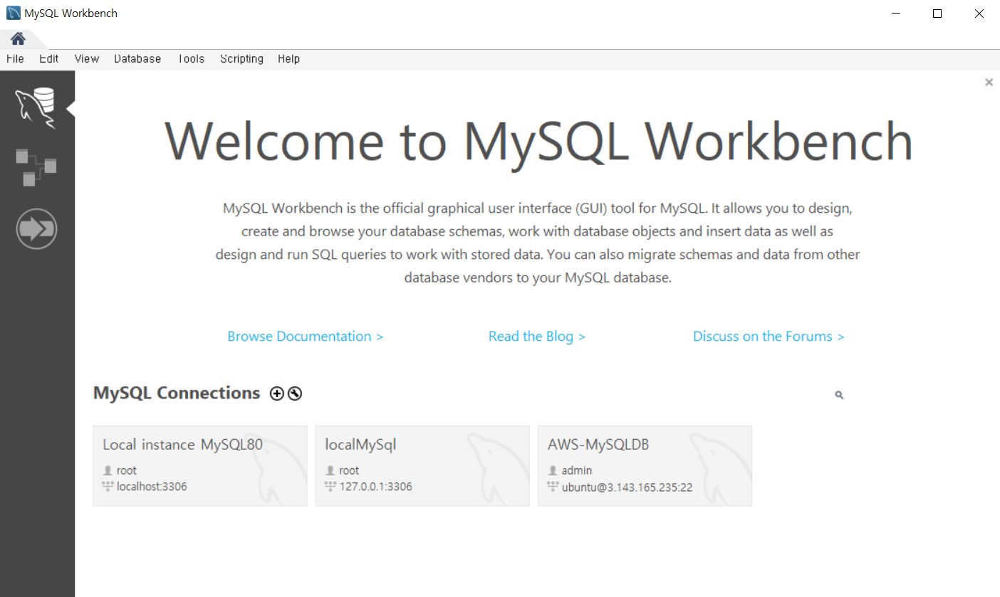 MySQL Workbench
File Edit View Database Tools Scripting Help
Welcome to MySQL Workbench
MySQL Workbench is the official graphical user interface (GUI) tool for MySQL. It allows you to design,
create and browse your database schemas, work with database objects and insert data as well as
design and run SQL queries to work with stored data. You can also migrate schemas and data from other
database vendors to your MySQL database.
Browse Documentation > Read the Blog > Discuss on the Forums >
MySQL Connections
Local instance MySQL80
root
localhost:3306
localMySql
root
127.0.0.1:3306
AWS-MySQLDB
admin
ubuntu@3.143.165.235:22